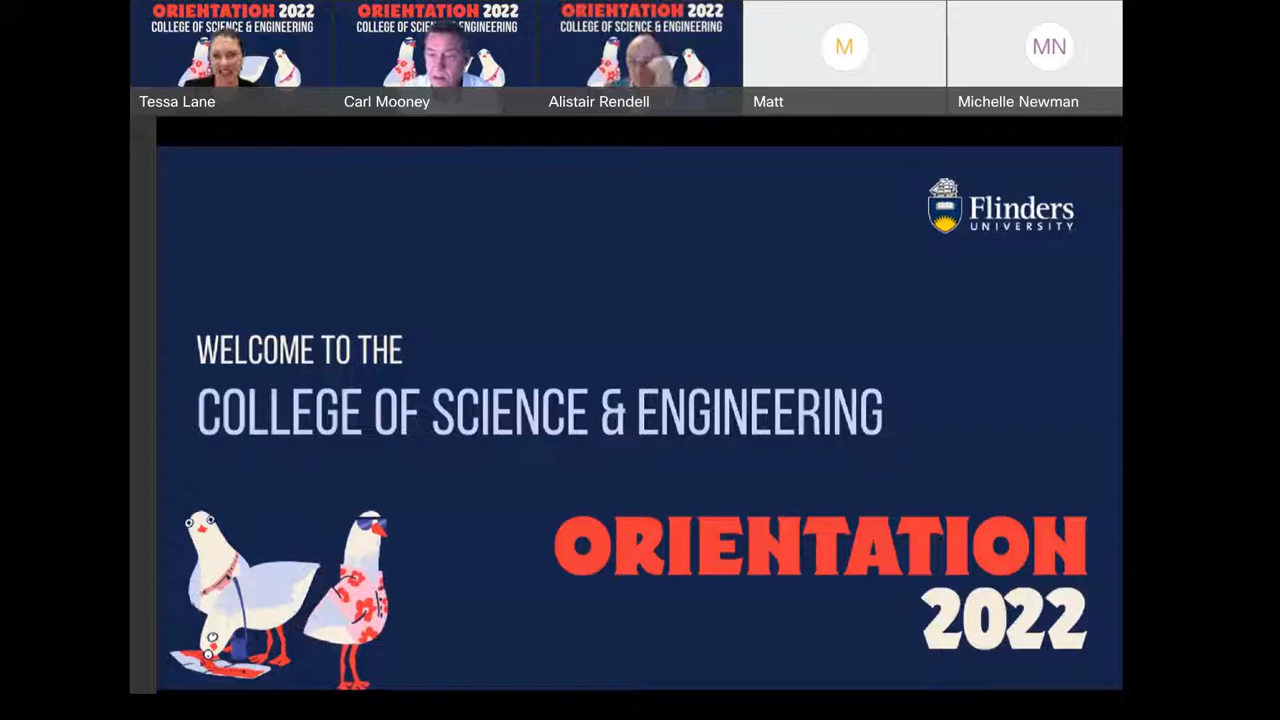 ORIENTATION 2022
COLLEGE OF SCIENCE & ENGINEERING
Tessa Lane
ORIENTATION 2022
COLLEGE OF SCIENCE & ENGINEERING
Carl Mooney
ORIENTATION 2022
COLLEGE OF SCIENCE & ENGINEERING
Alistair Rendell
M
Matt
MN
Michelle Newman
Flinders
UNIVERSITY
WELCOME TO THE
COLLEGE OF SCIENCE & ENGINEERING
ORIENTATION
2022